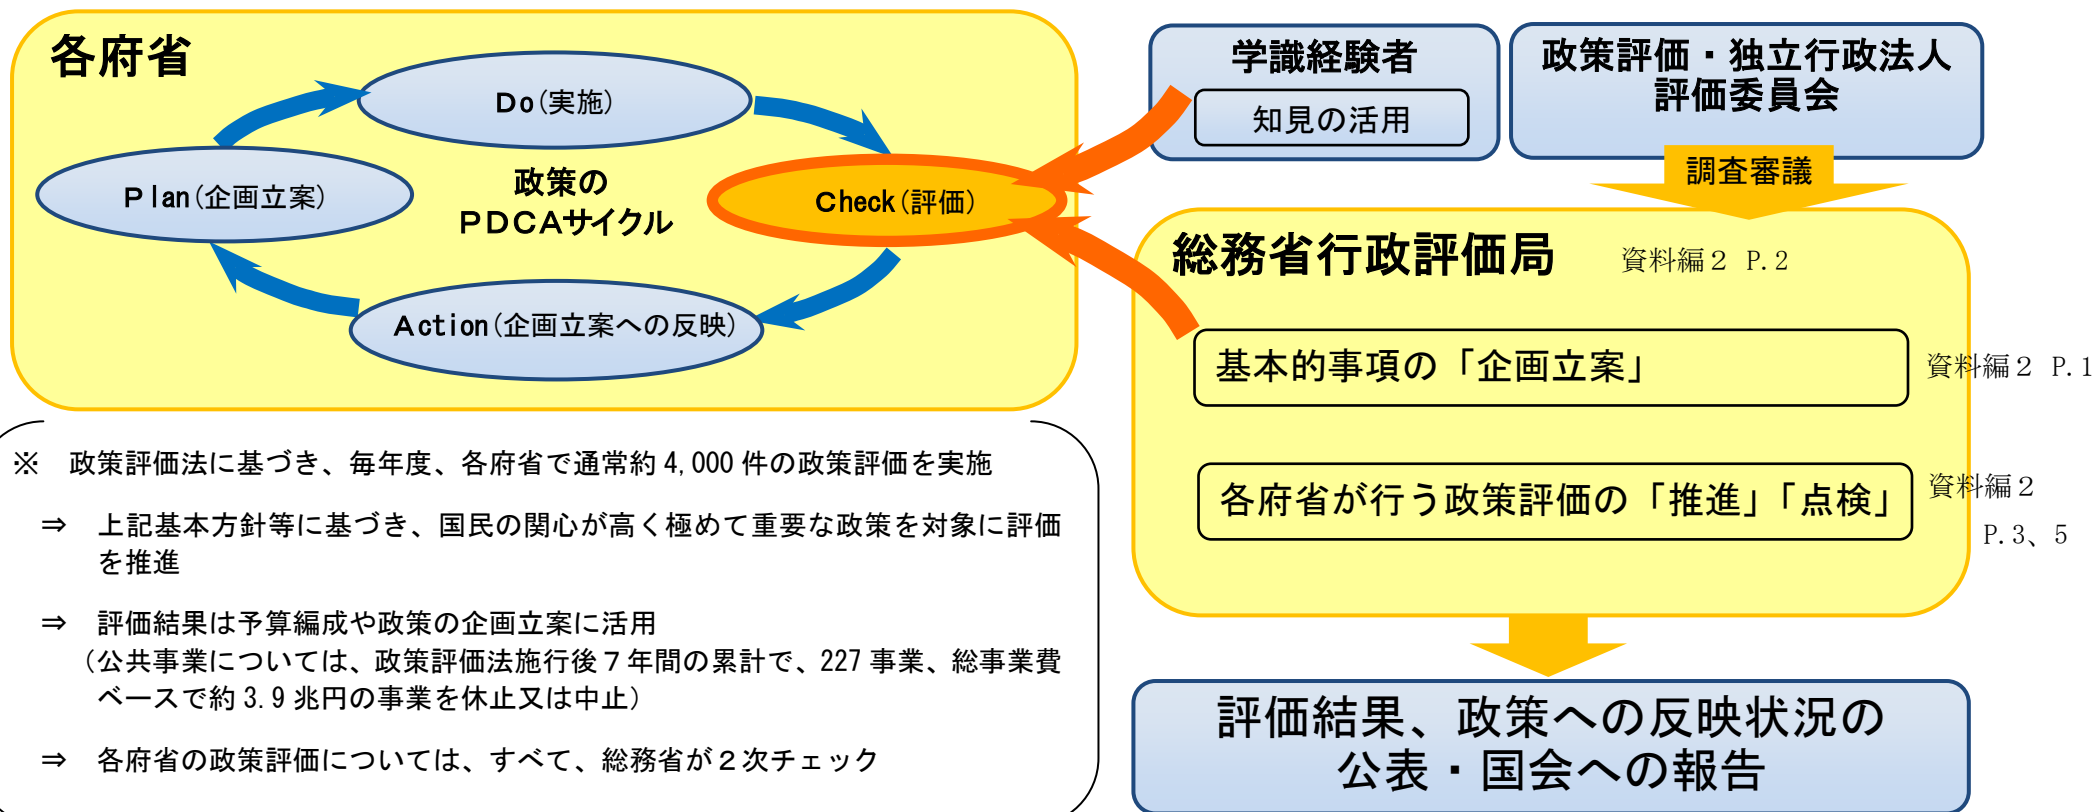 各府省
Do(実施)
Plan(企画立案)
政策の
PDCAサイクル
Check(評価)
Action(企画立案への反映)
学識経験者
知見の活用
政策評価・独立行政法人
評価委員会
調査審議
総務省行政評価局
資料編2 P.2
基本的事項の「企画立案」
資料編2 P.1
各府省が行う政策評価の「推進」「点検」
資料編2
P.3、5
評価結果、政策への反映状況の
公表・国会への報告
※ 政策評価法に基づき、毎年度、各府省で通常約4,000件の政策評価を実施
⇒ 上記基本方針等に基づき、国民の関心が高く極めて重要な政策を対象に評価
を推進
⇒ 評価結果は予算編成や政策の企画立案に活用
(公共事業については、政策評価法施行後7年間の累計で、227事業、総事業費
ベースで約3.9兆円の事業を休止又は中止)
⇒ 各府省の政策評価については、すべて、総務省が2次チェック